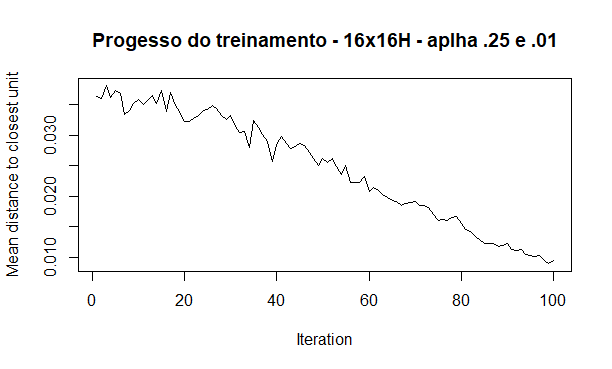 Progesso do treinamento - 16x16H - aplha .25 e .01
Mean distance to closest unit
0.030
0.020
0.010
0 20 40 60 80 100
Iteration